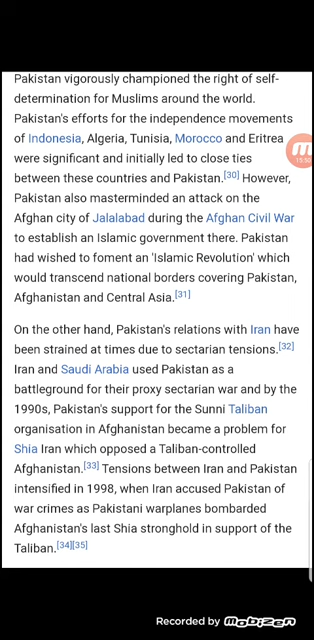 Pakistan vigorously championed the right of self-
determination for Muslims around the world.
Pakistan's efforts for the independence movements
of Indonesia, Algeria, Tunisia, Morocco and Eritrea
were significant and initially led to close ties
between these countries and Pakistan.[30] However,
Pakistan also masterminded an attack on the
Afghan city of Jalalabad during the Afghan Civil War
to establish an Islamic government there. Pakistan
had wished to foment an 'Islamic Revolution' which
would transcend national borders covering Pakistan,
Afghanistan and Central Asia.[31]
On the other hand, Pakistan's relations with Iran have
been strained at times due to sectarian tensions.[32]
Iran and Saudi Arabia used Pakistan as a
battleground for their proxy sectarian war and by the
1990s, Pakistan's support for the Sunni Taliban
organisation in Afghanistan became a problem for
Shia Iran which opposed a Taliban-controlled
Afghanistan.[33] Tensions between Iran and Pakistan
intensified in 1998, when Iran accused Pakistan of
war crimes as Pakistani warplanes bombarded
Afghanistan's last Shia stronghold in support of the
Taliban.[34][35]
M
15:50
Recorded by Mobizen